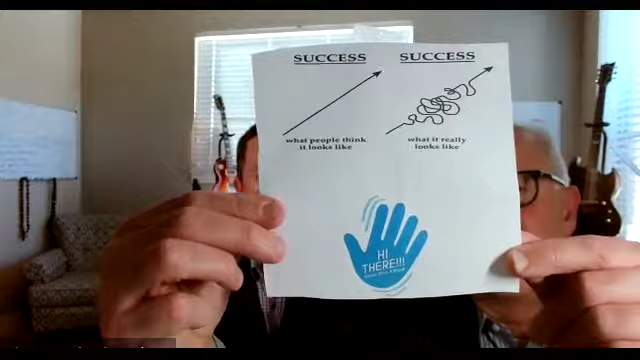 SUCCESS
SUCCESS
what people think
it looks like
what it really
looks like
HI
THERE!!!